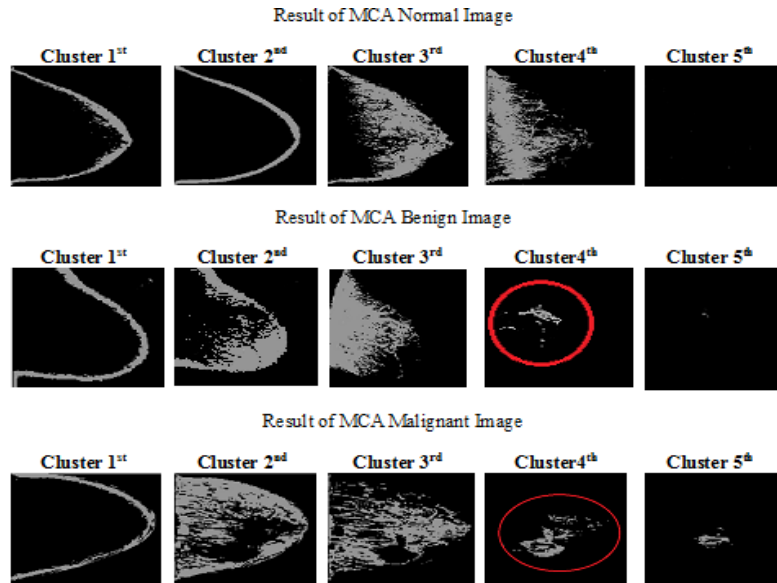 Result of MCA Normal Image
Cluster 1st Cluster 2nd Cluster 3rd Cluster4th Cluster 5th
Result of MCA Benign Image
Cluster 1st Cluster 2nd Cluster 3rd Cluster4th Cluster 5th
Result of MCA Malignant Image
Cluster 1st Cluster 2nd Cluster 3rd Cluster4th Cluster 5th